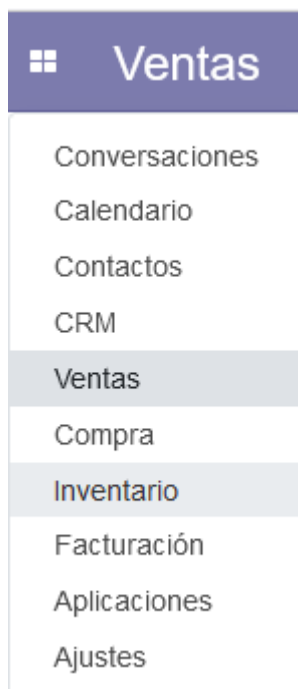 Ventas
Conversaciones
Calendario
Contactos
CRM
Ventas
Compra
Inventario
Facturación
Aplicaciones
Ajustes